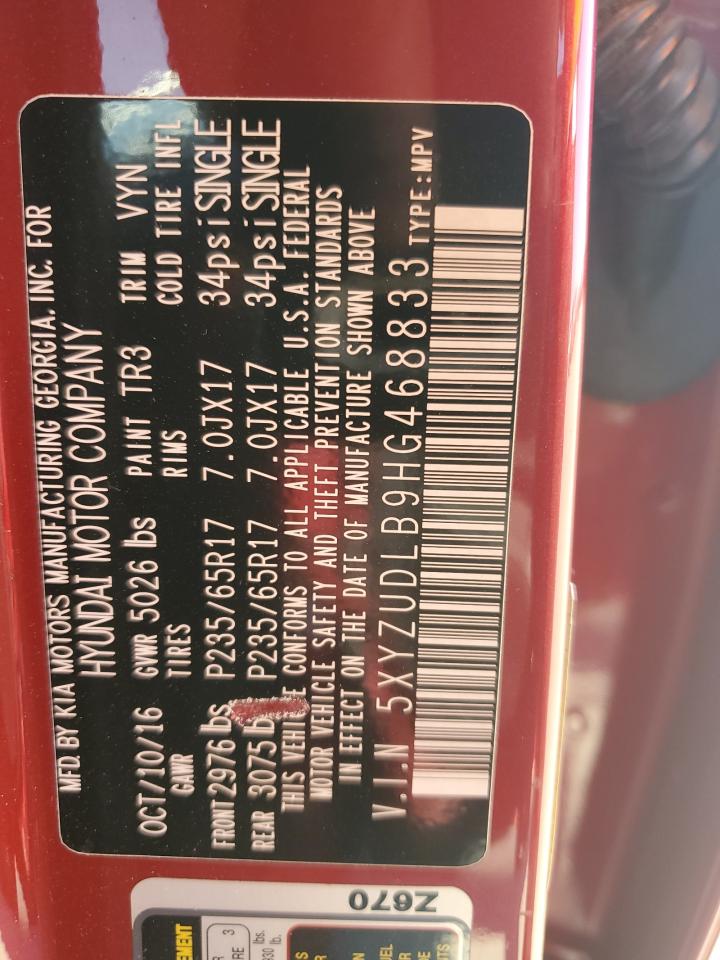 MFD. BY KIA MOTORS MANUFACTURING GEORGIA, INC. FOR
HYUNDAI MOTOR COMPANY
OCT/10/16 GVWR 5026 lbs PAINT TR3 TRIM VYN
GAWR TIRES RIMS COLD TIRE INFL
FRONT 2976 lbs P235/65R17 7.0JX17 34psi SINGLE
REAR 3075 lb P235/65R17 7.0JX17 34psi SINGLE
THIS CONFORMS TO ALL APPLICABLE U.S.A. FEDERAL
MOTOR VEHICLE SAFETY AND THEFT PREVENTION STANDARDS
IN EFFECT ON THE DATE OF MANUFACTURE SHOWN ABOVE
V.I.N 5XYZUDLB9HG468833 TYPE:MPV
Z670
3
lbs.
lb.